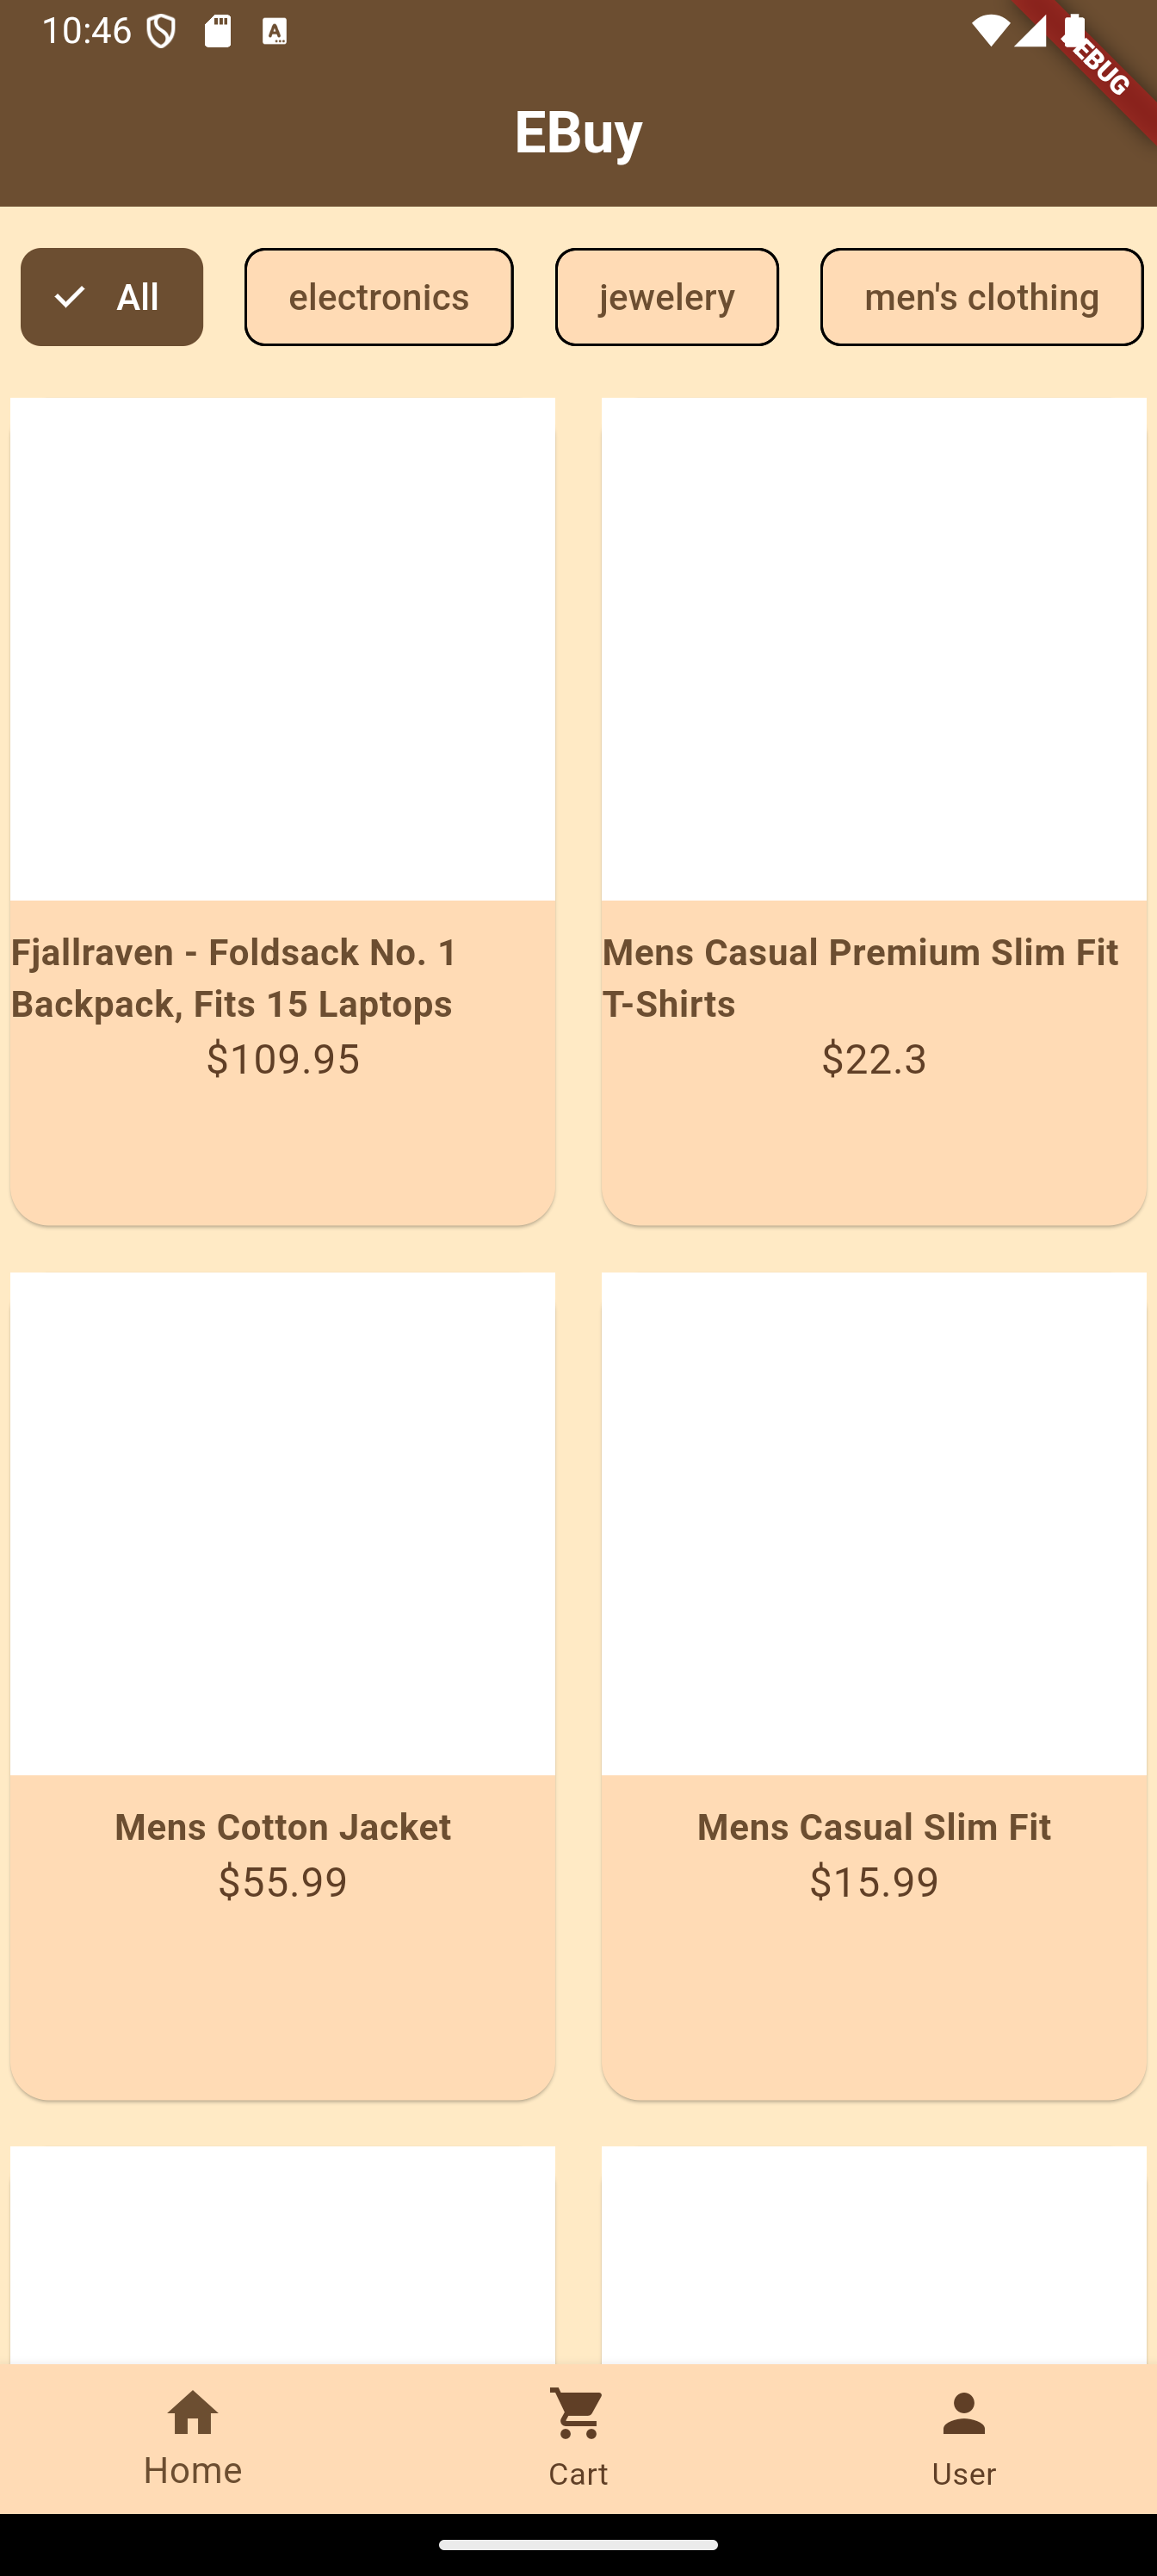 10:46
DEBUG
EBuy
All
electronics
jewelery
men's clothing
Fjallraven - Foldsack No. 1
Backpack, Fits 15 Laptops
$109.95
Mens Casual Premium Slim Fit
T-Shirts
$22.3
Mens Cotton Jacket
$55.99
Mens Casual Slim Fit
$15.99
Home
Cart
User